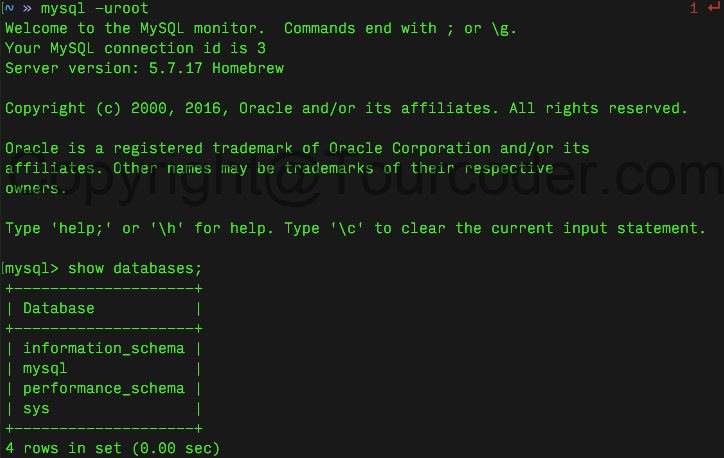 [~ » mysql -uroot 1 ↵
Welcome to the MySQL monitor.  Commands end with ; or \g.
Your MySQL connection id is 3
Server version: 5.7.17 Homebrew
Copyright (c) 2000, 2016, Oracle and/or its affiliates. All rights reserved.
Oracle is a registered trademark of Oracle Corporation and/or its
affiliates. Other names may be trademarks of their respective
owners.
Copyright@Tourcoder.com
Type 'help;' or '\h' for help. Type '\c' to clear the current input statement.
[mysql> show databases;
+--------------------+
| Database           |
+--------------------+
| information_schema |
| mysql              |
| performance_schema |
| sys                |
+--------------------+
4 rows in set (0.00 sec)